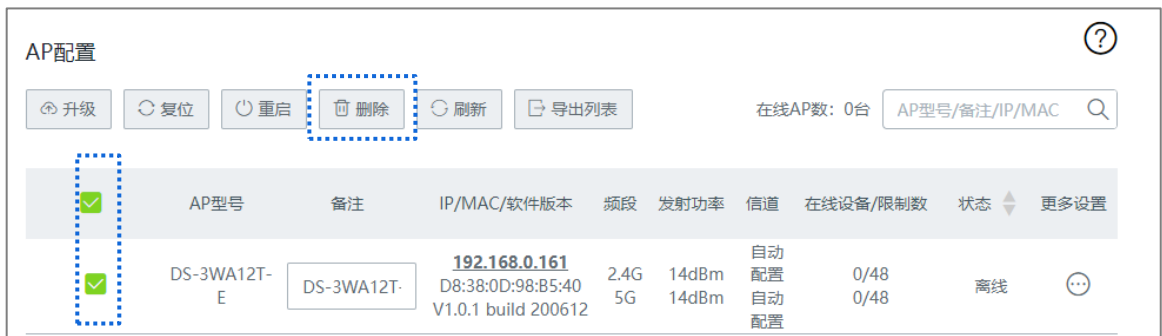 AP配置
升级 复位 重启 删除 刷新 导出列表 在线AP数：0台 AP型号/备注/IP/MAC
AP型号 备注 IP/MAC/软件版本 频段 发射功率 信道 在线设备/限制数 状态 更多设置
DS-3WA12T-
E
DS-3WA12T-
192.168.0.161
D8:38:0D:98:B5:40
V1.0.1 build 200612
2.4G
5G
14dBm
14dBm
自动
配置
自动
配置
0/48
0/48
离线